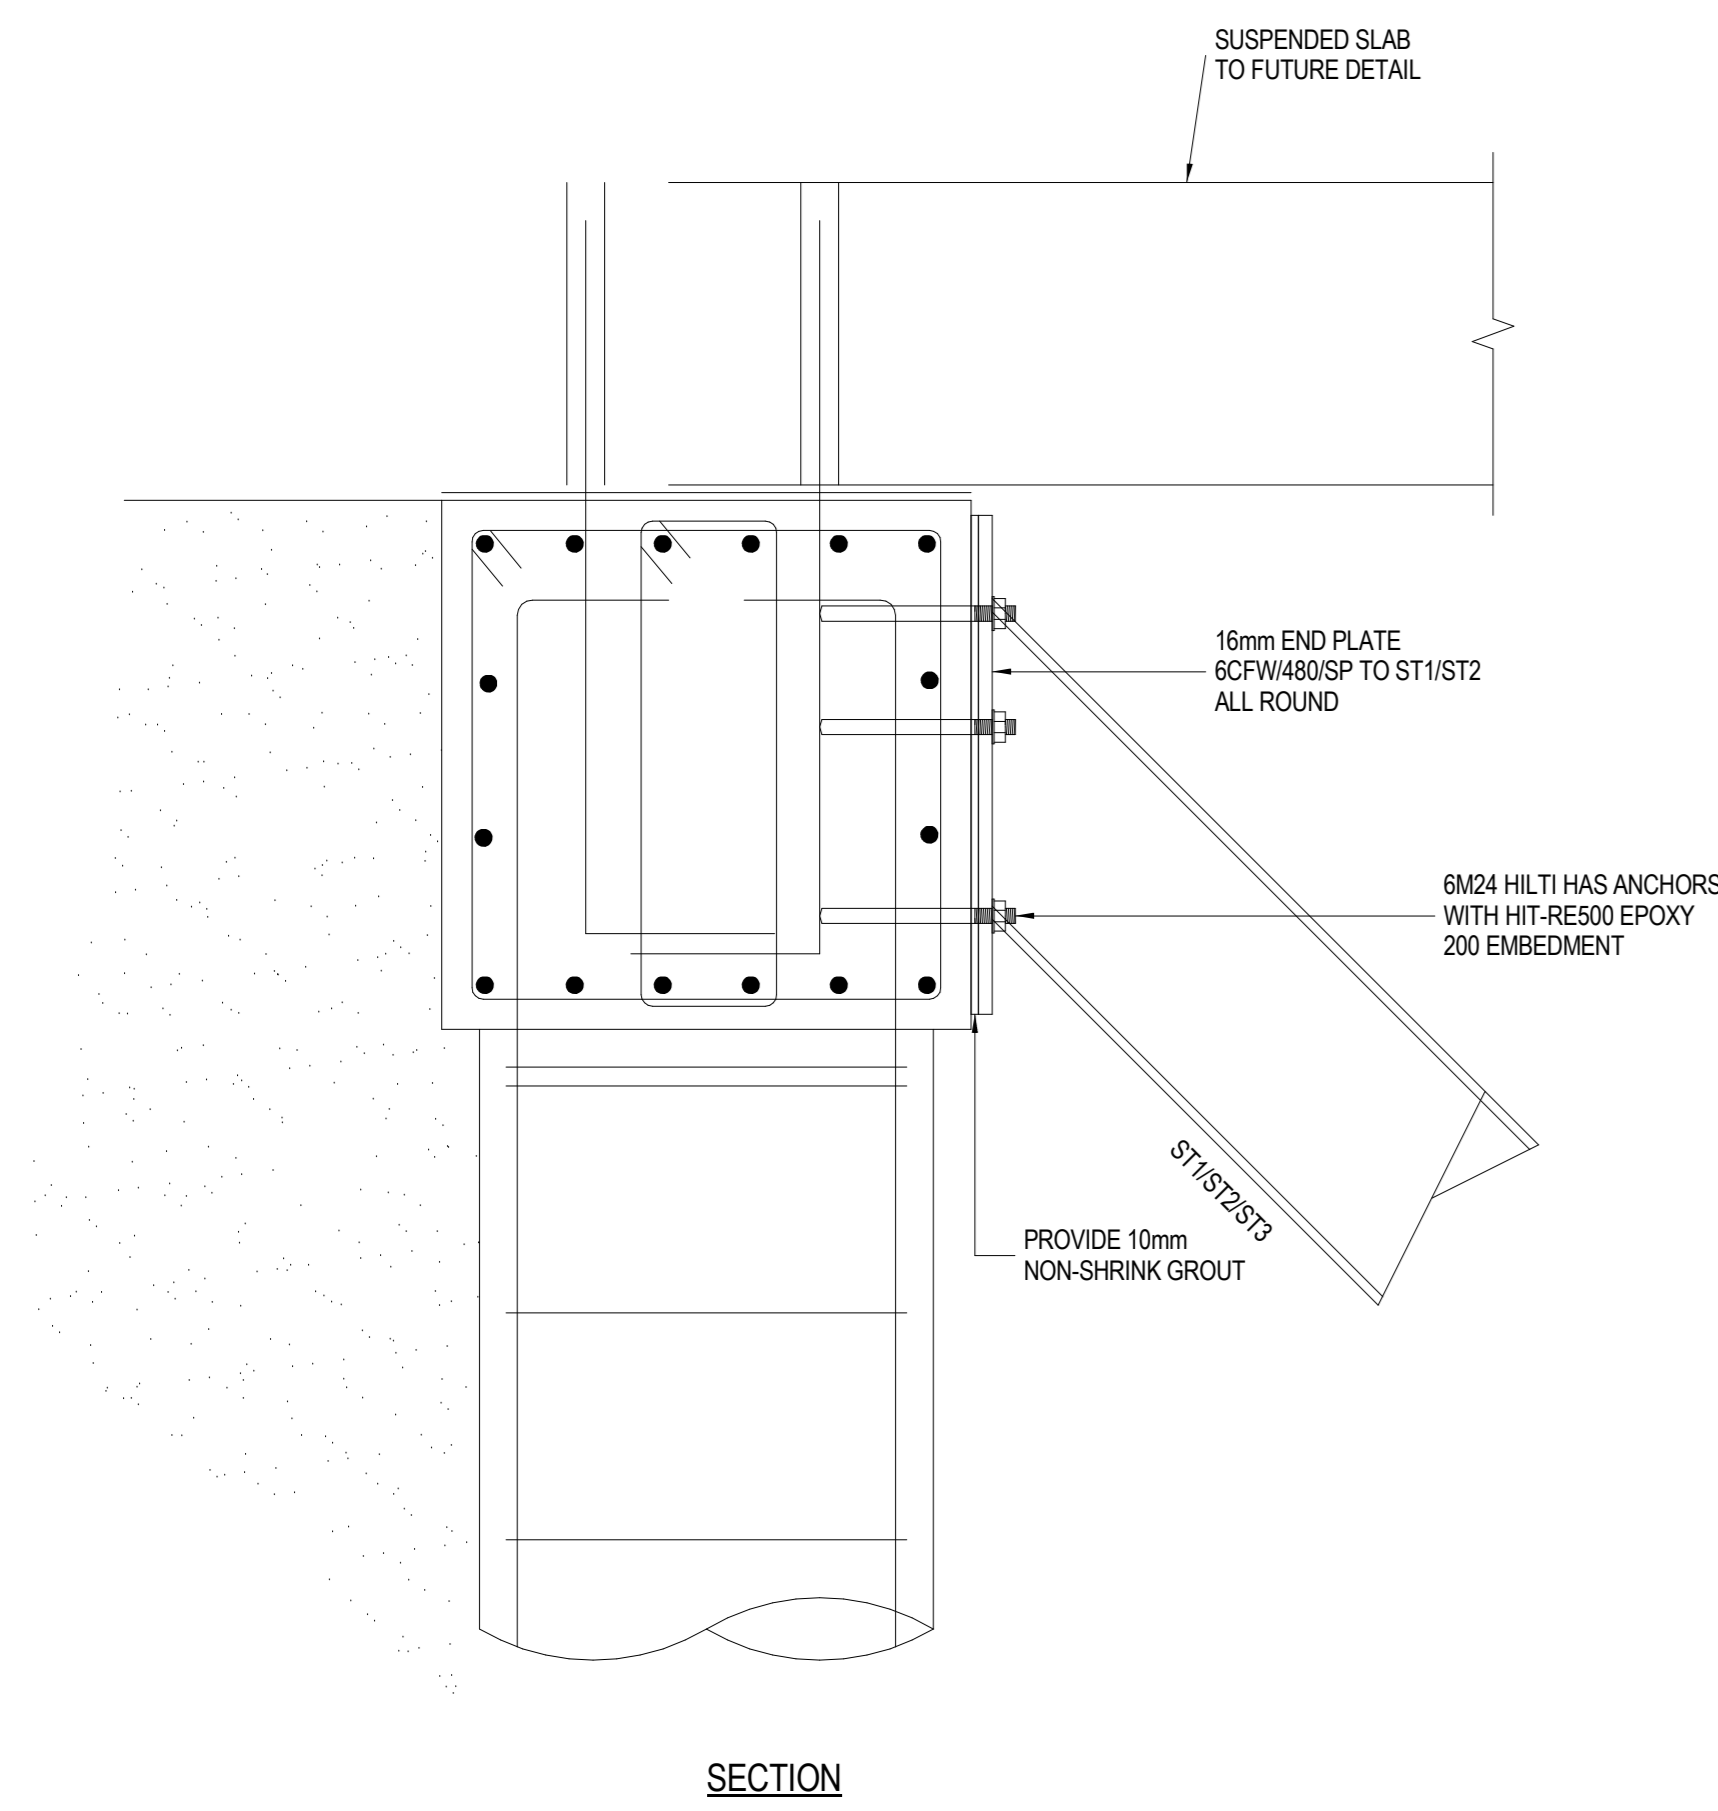 SUSPENDED SLAB
TO FUTURE DETAIL
16mm END PLATE
6CFW/480/SP TO ST1/ST2
ALL ROUND
6M24 HILTI HAS ANCHORS
WITH HIT-RE500 EPOXY
200 EMBEDMENT
ST1/ST2/ST3
PROVIDE 10mm
NON-SHRINK GROUT
SECTION